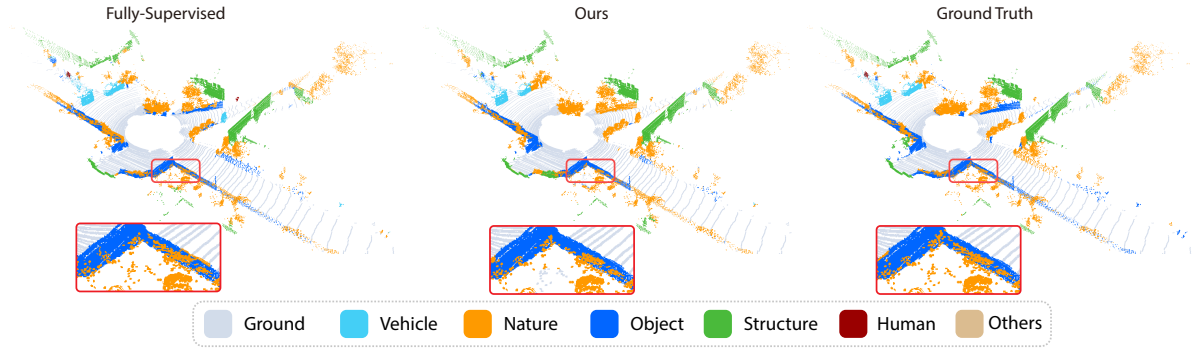 Fully-Supervised
Ours
Ground Truth
Ground Vehicle Nature Object Structure Human Others